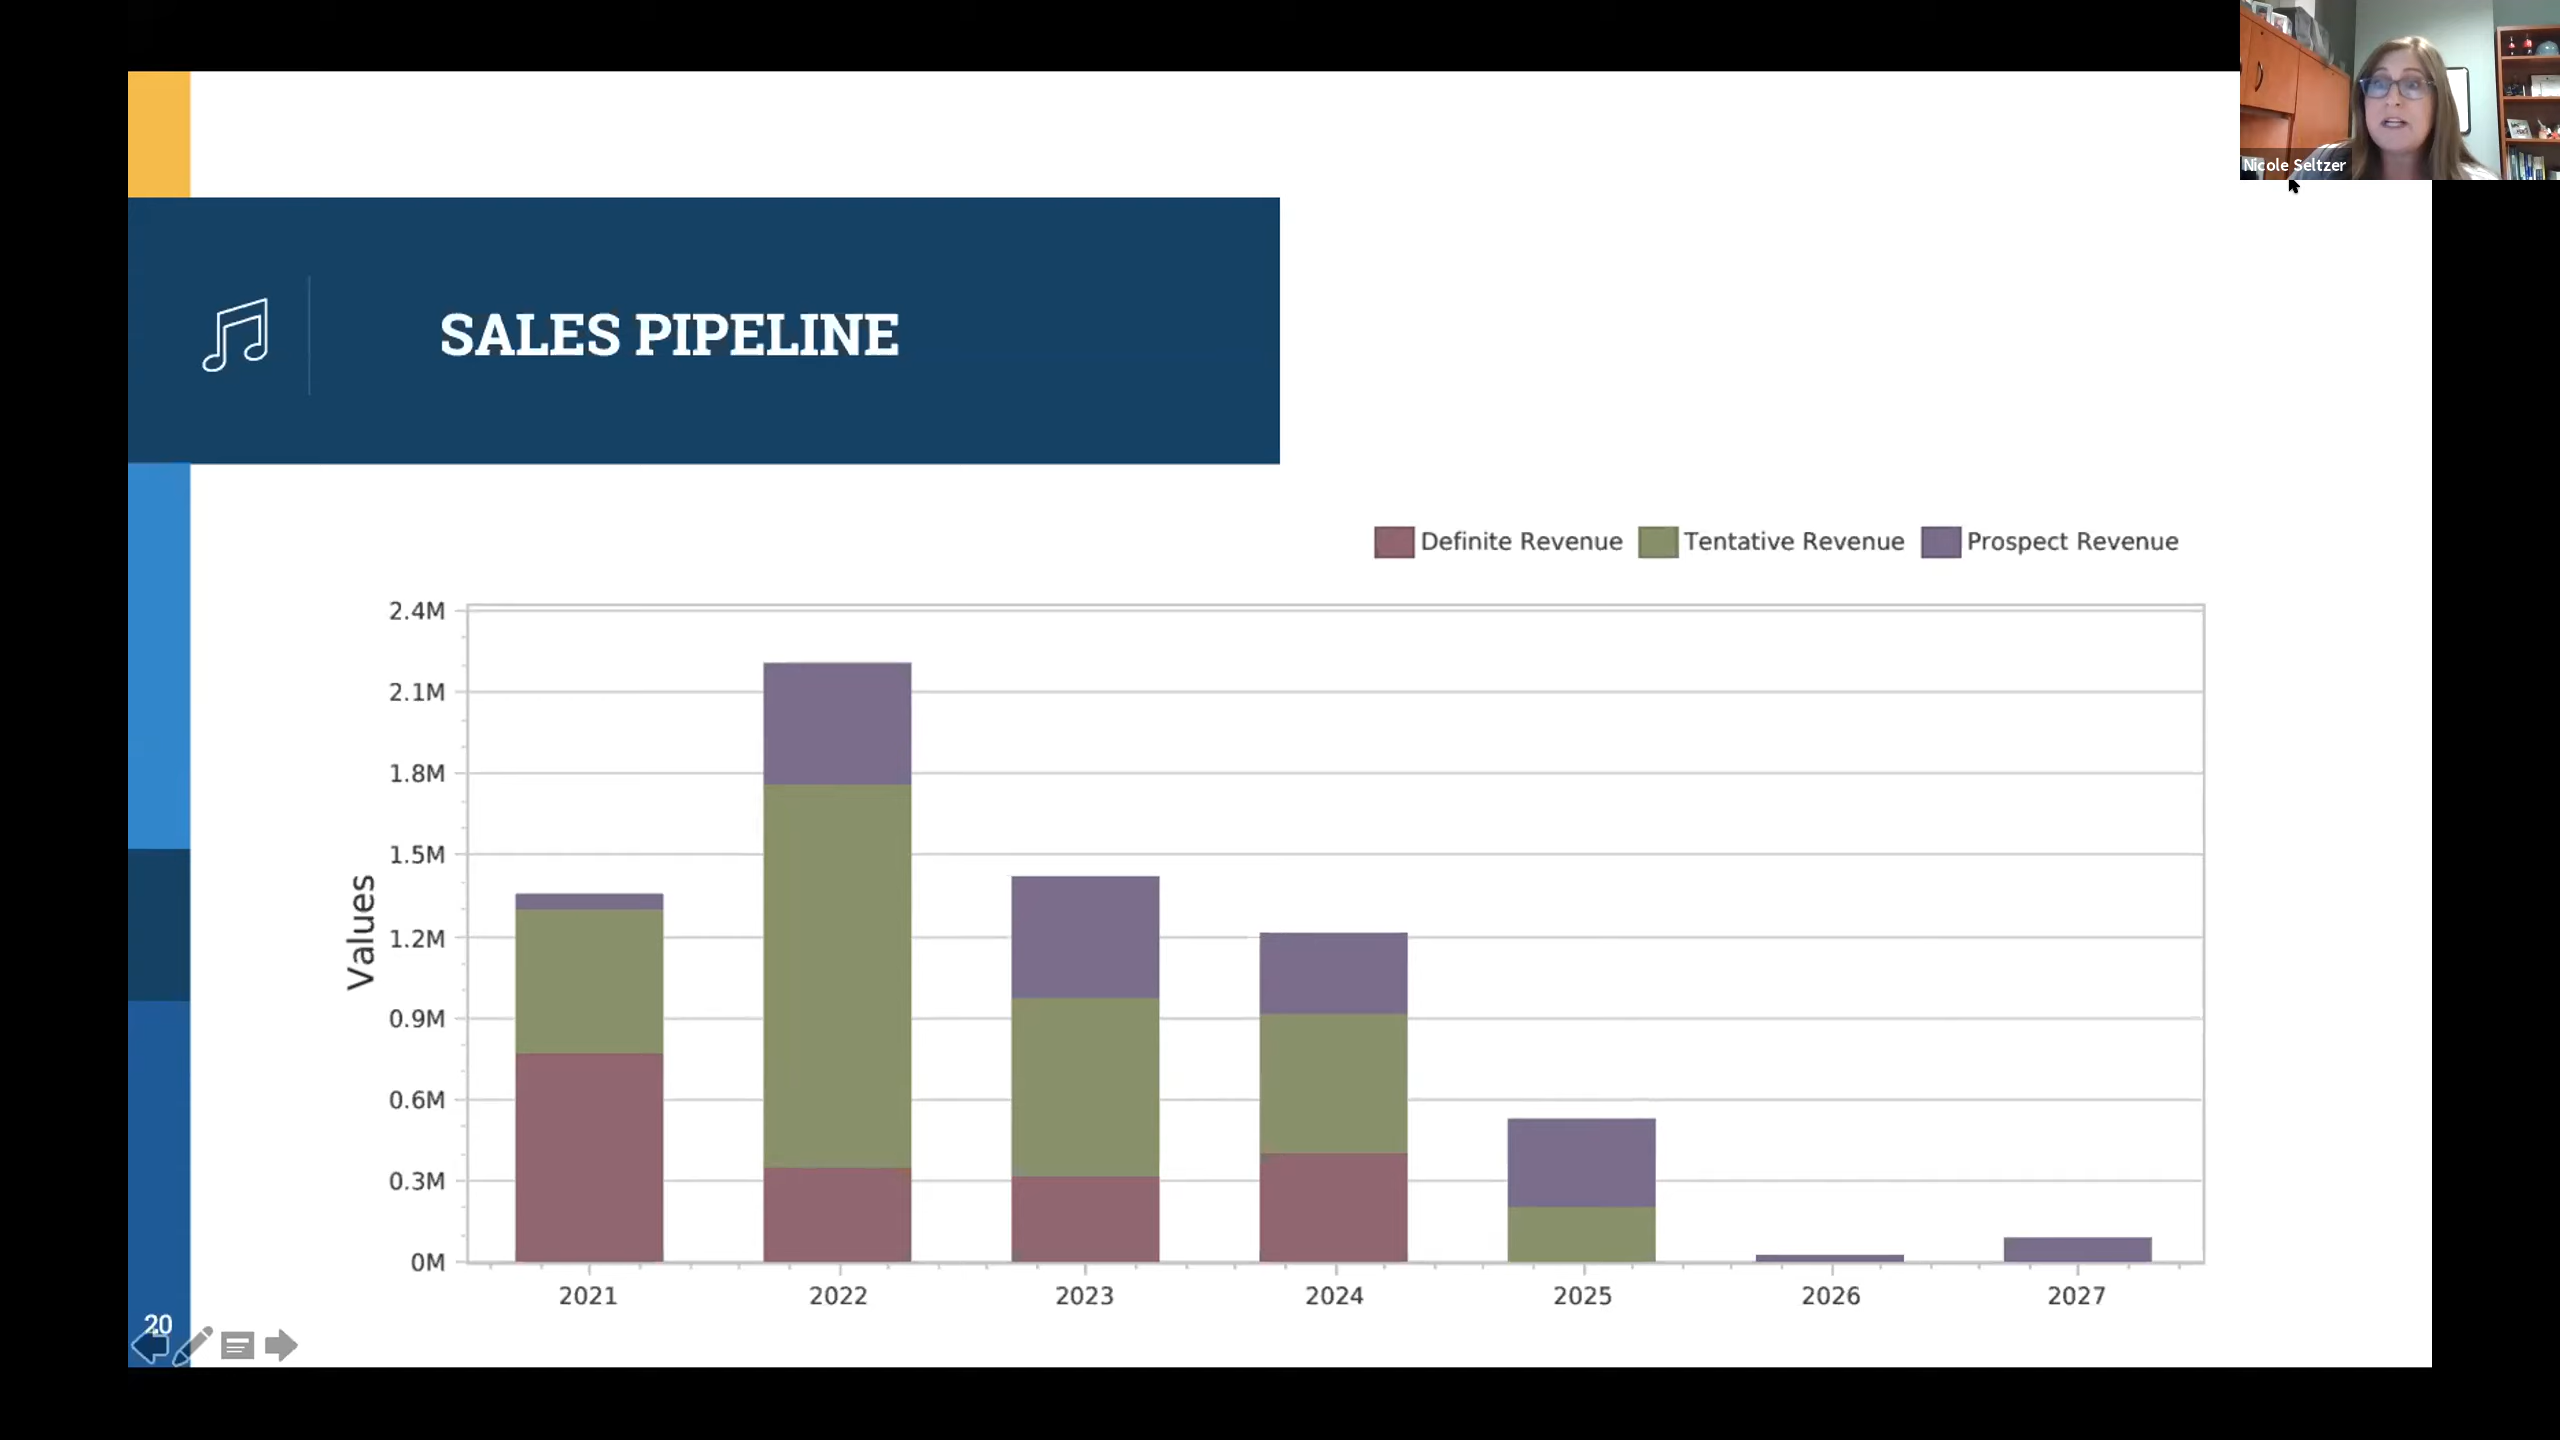 Nicole Seltzer
SALES PIPELINE
Definite Revenue Tentative Revenue Prospect Revenue
2.4M
2.1M
1.8M
1.5M
1.2M
0.9M
0.6M
0.3M
0M
Values
2021 2022 2023 2024 2025 2026 2027
20